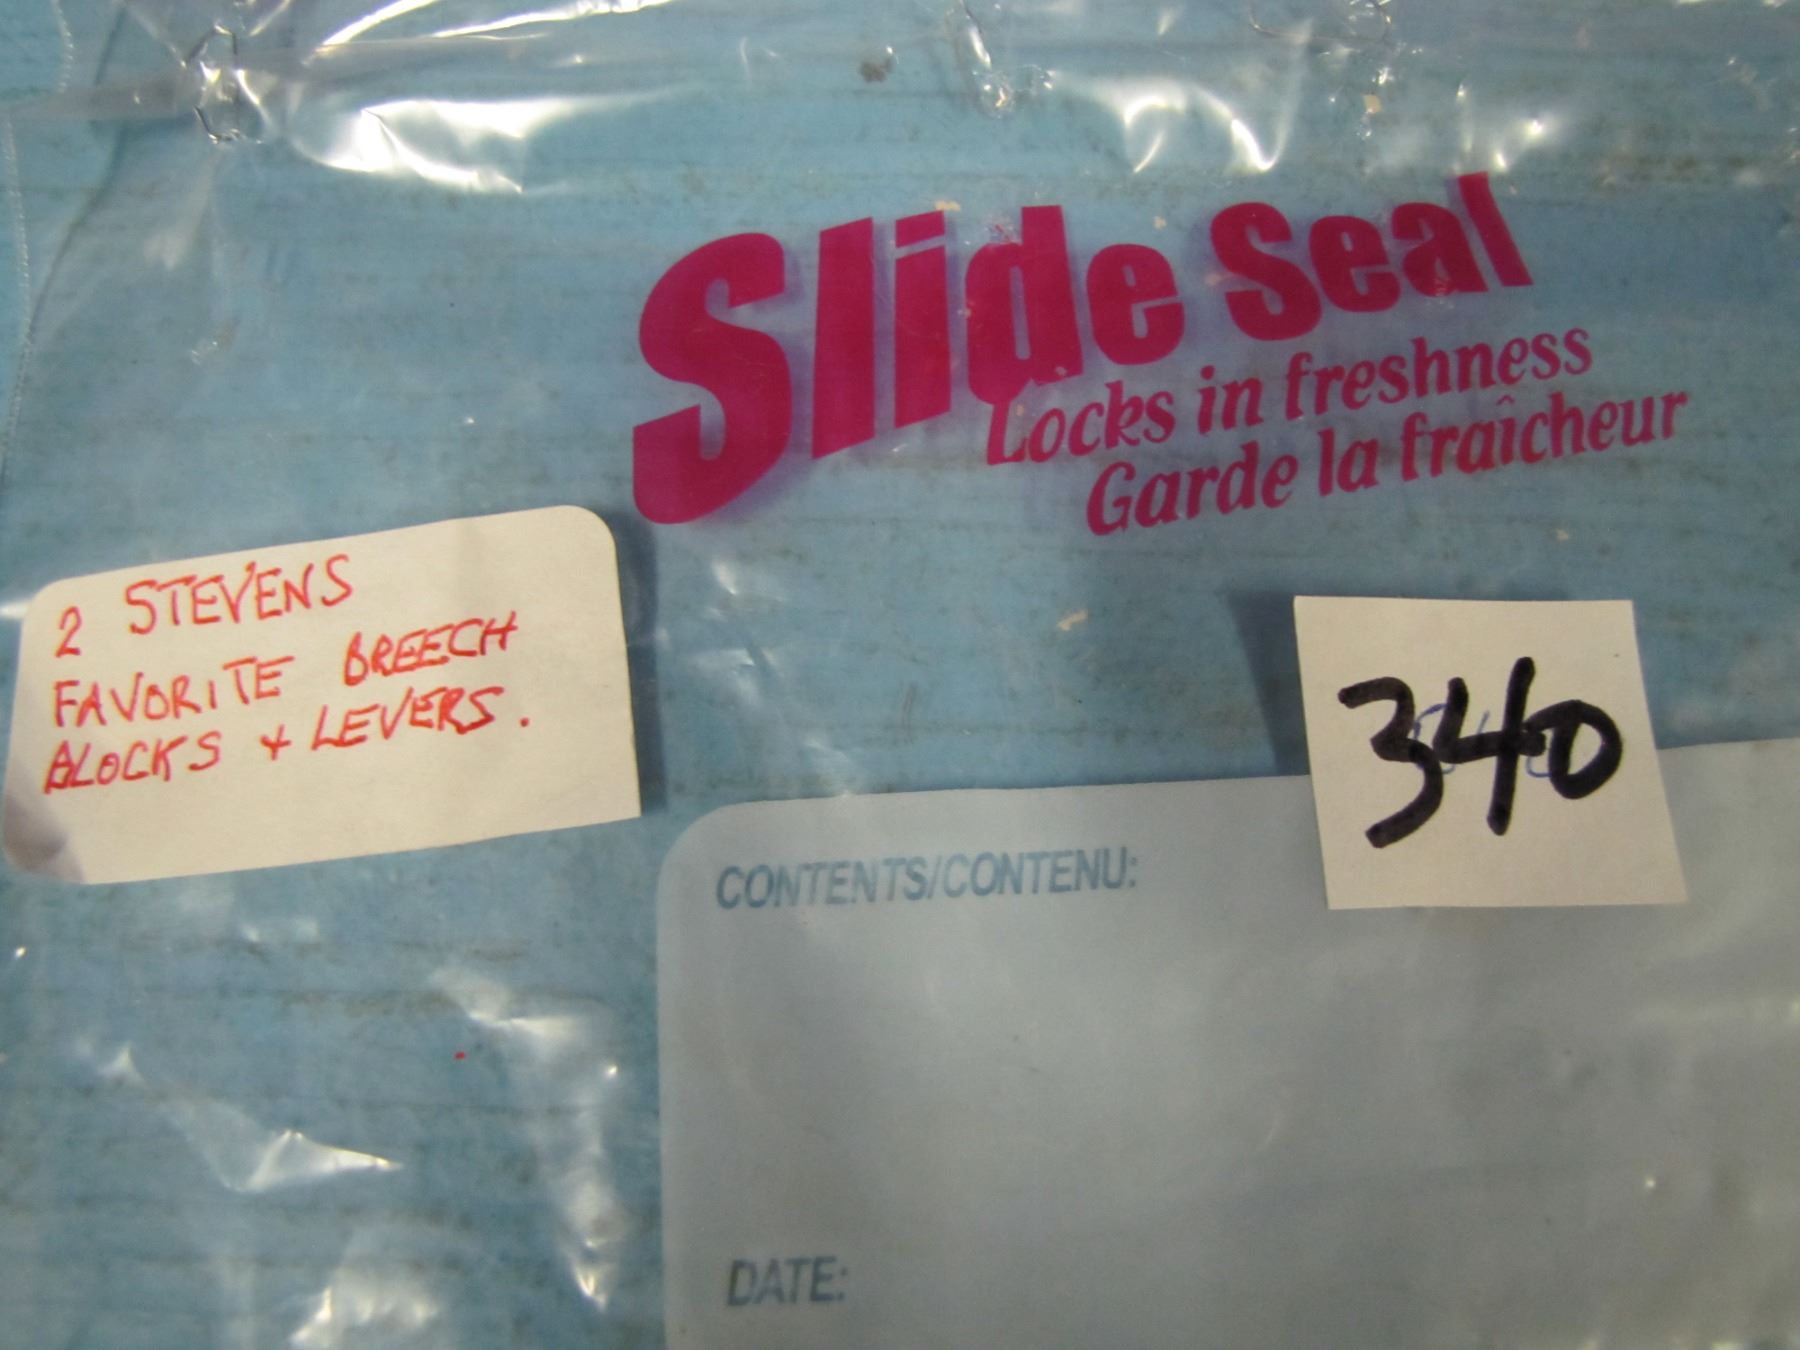 Slide Seal
Locks in freshness
Garde la fraîcheur
2 STEVENS
FAVORITE BREECH
BLOCKS + LEVERS.
340
CONTENTS/CONTENU:
DATE: